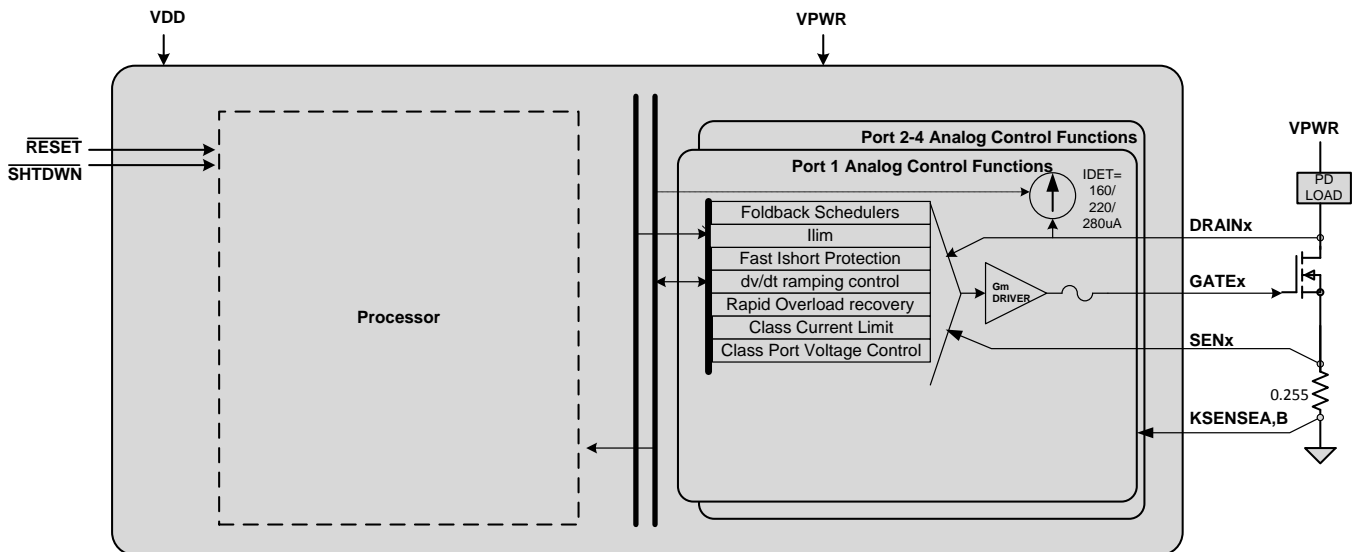 VDD
VPWR
RESET
SHTDWN
Processor
Port 2-4 Analog Control Functions
Port 1 Analog Control Functions
IDET=
160/
220/
280uA
Foldback Schedulers
Ilim
Fast Ishort Protection
dv/dt ramping control
Rapid Overload recovery
Class Current Limit
Class Port Voltage Control
Gm
DRIVER
VPWR
PD
LOAD
DRAINx
GATEx
SENx
0.255
KSENSEA,B